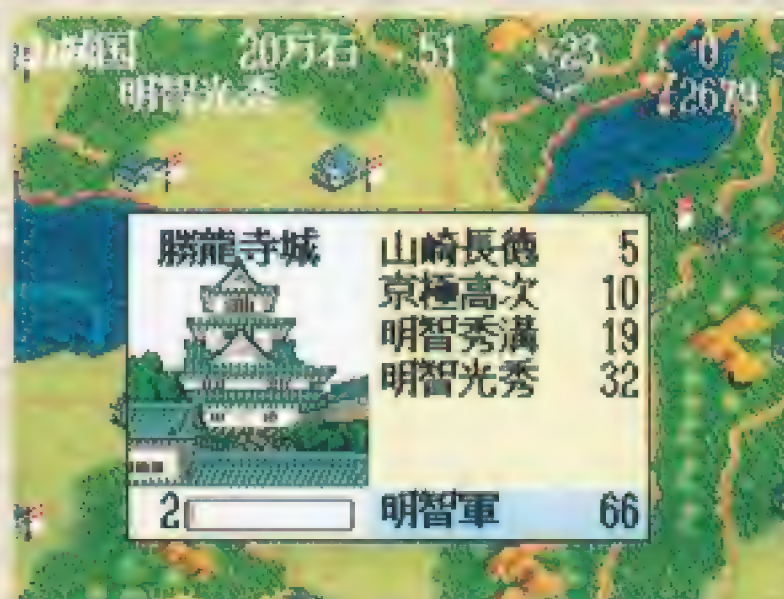 山城国 20万石 51 23 0
明智光秀 2679
勝龍寺城
山崎長徳 5
京極高次 10
明智秀満 19
明智光秀 32
2 明智軍 66